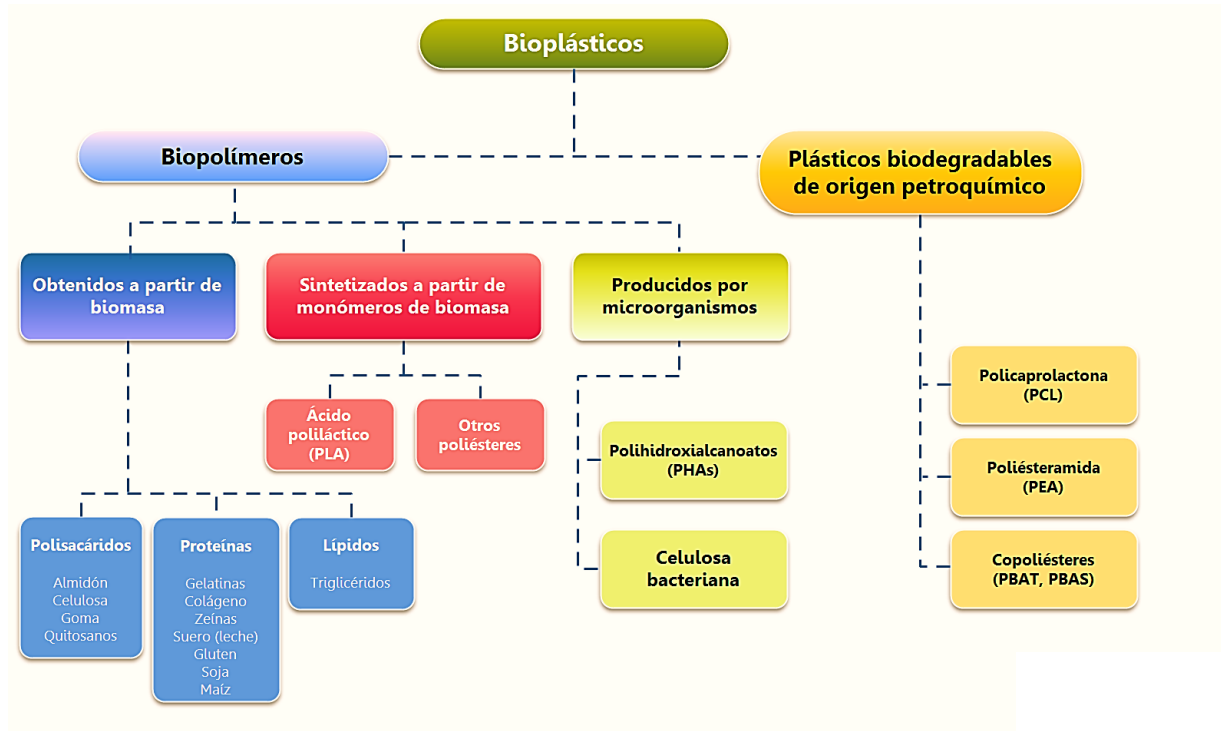 Bioplásticos
Biopolímeros
Plásticos biodegradables
de origen petroquímico
Obtenidos a partir de
biomasa
Sintetizados a partir de
monómeros de biomasa
Producidos por
microorganismos
Ácido
poliláctico
(PLA)
Otros
poliésteres
Polihidroxialcanoatos
(PHAs)
Celulosa
bacteriana
Policaprolactona
(PCL)
Poliésteramida
(PEA)
Copoliésteres
(PBAT, PBAS)
Polisacáridos
Almidón
Celulosa
Goma
Quitosanos
Proteínas
Gelatinas
Colágeno
Zeínas
Suero (leche)
Gluten
Soja
Maíz
Lípidos
Triglicéridos